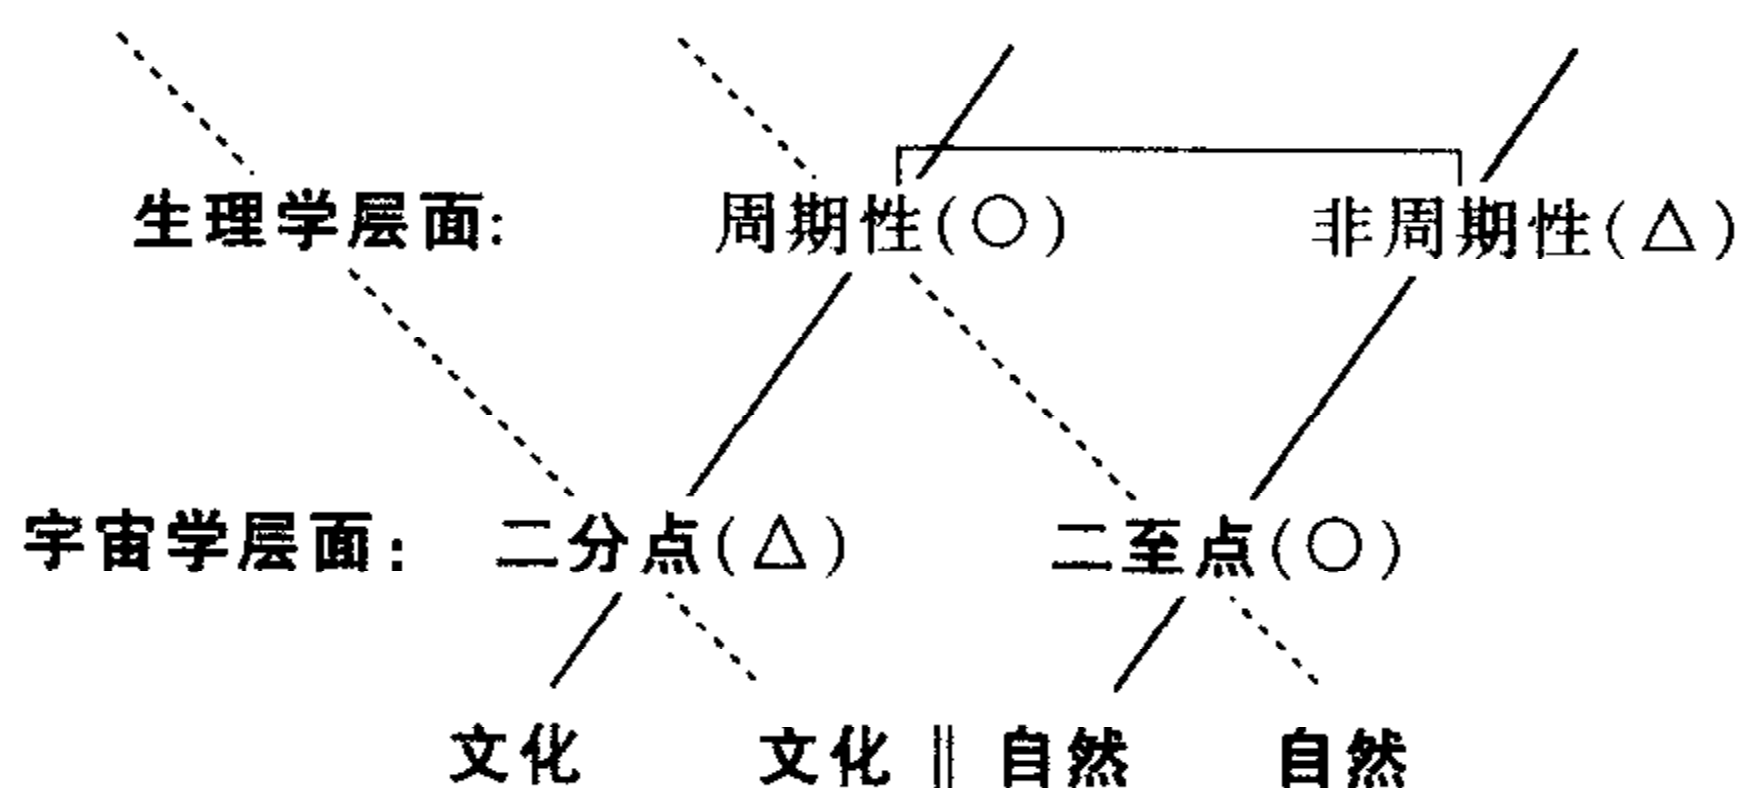 生理学层面: 周期性(○) 非周期性(△)
宇宙学层面: 二分点(△) 二至点(○)
文化 文化 ‖ 自然 自然